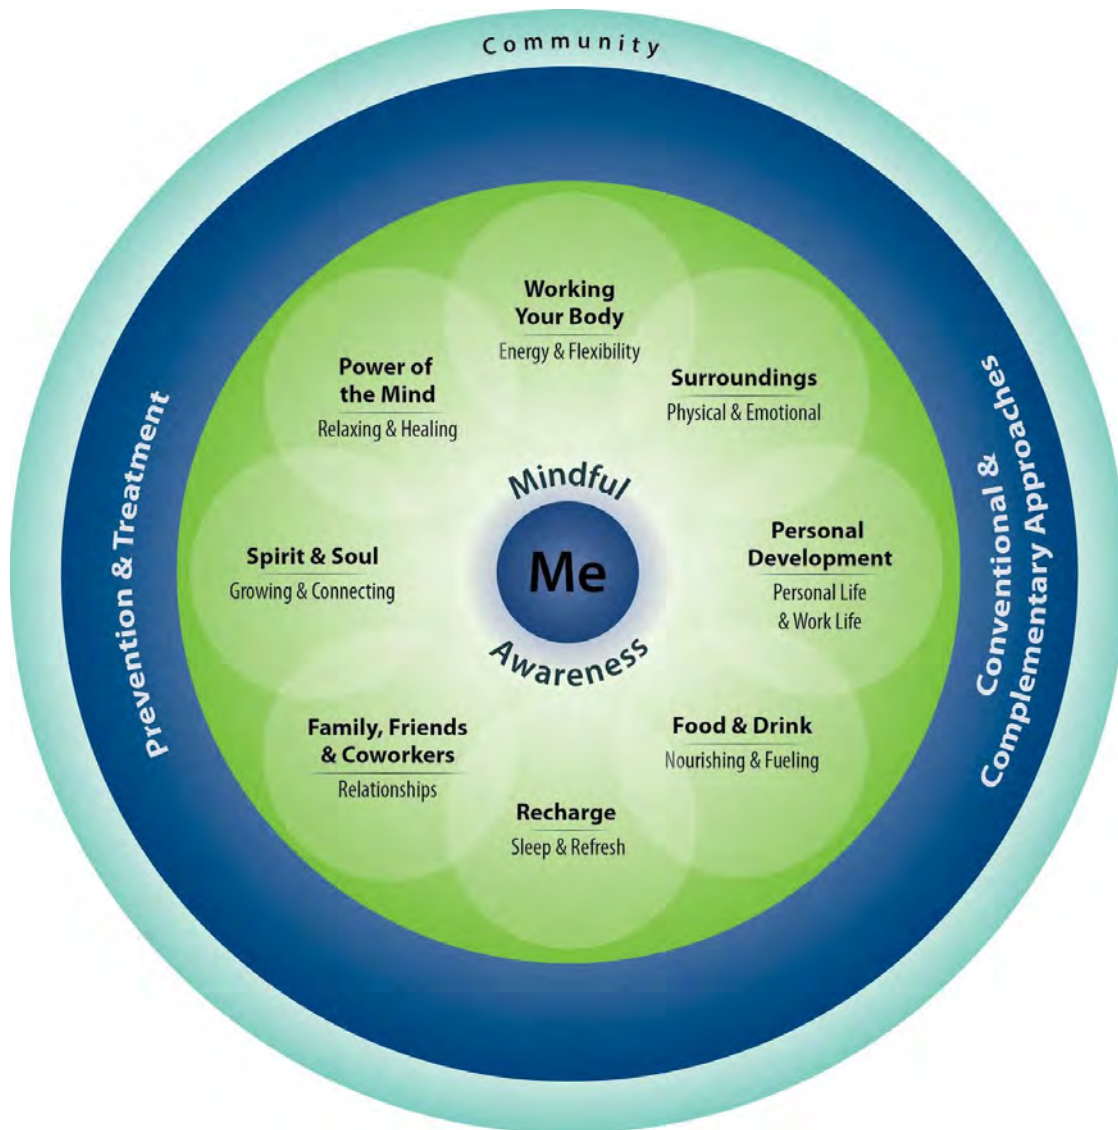 Community
Working
Your Body
Energy & Flexibility
Surroundings
Physical & Emotional
Personal
Development
Personal Life
& Work Life
Food & Drink
Nourishing & Fueling
Recharge
Sleep & Refresh
Family, Friends
& Coworkers
Relationships
Spirit & Soul
Growing & Connecting
Power of
the Mind
Relaxing & Healing
Mindful
Me
Awareness
Prevention & Treatment
Conventional &
Complementary Approaches